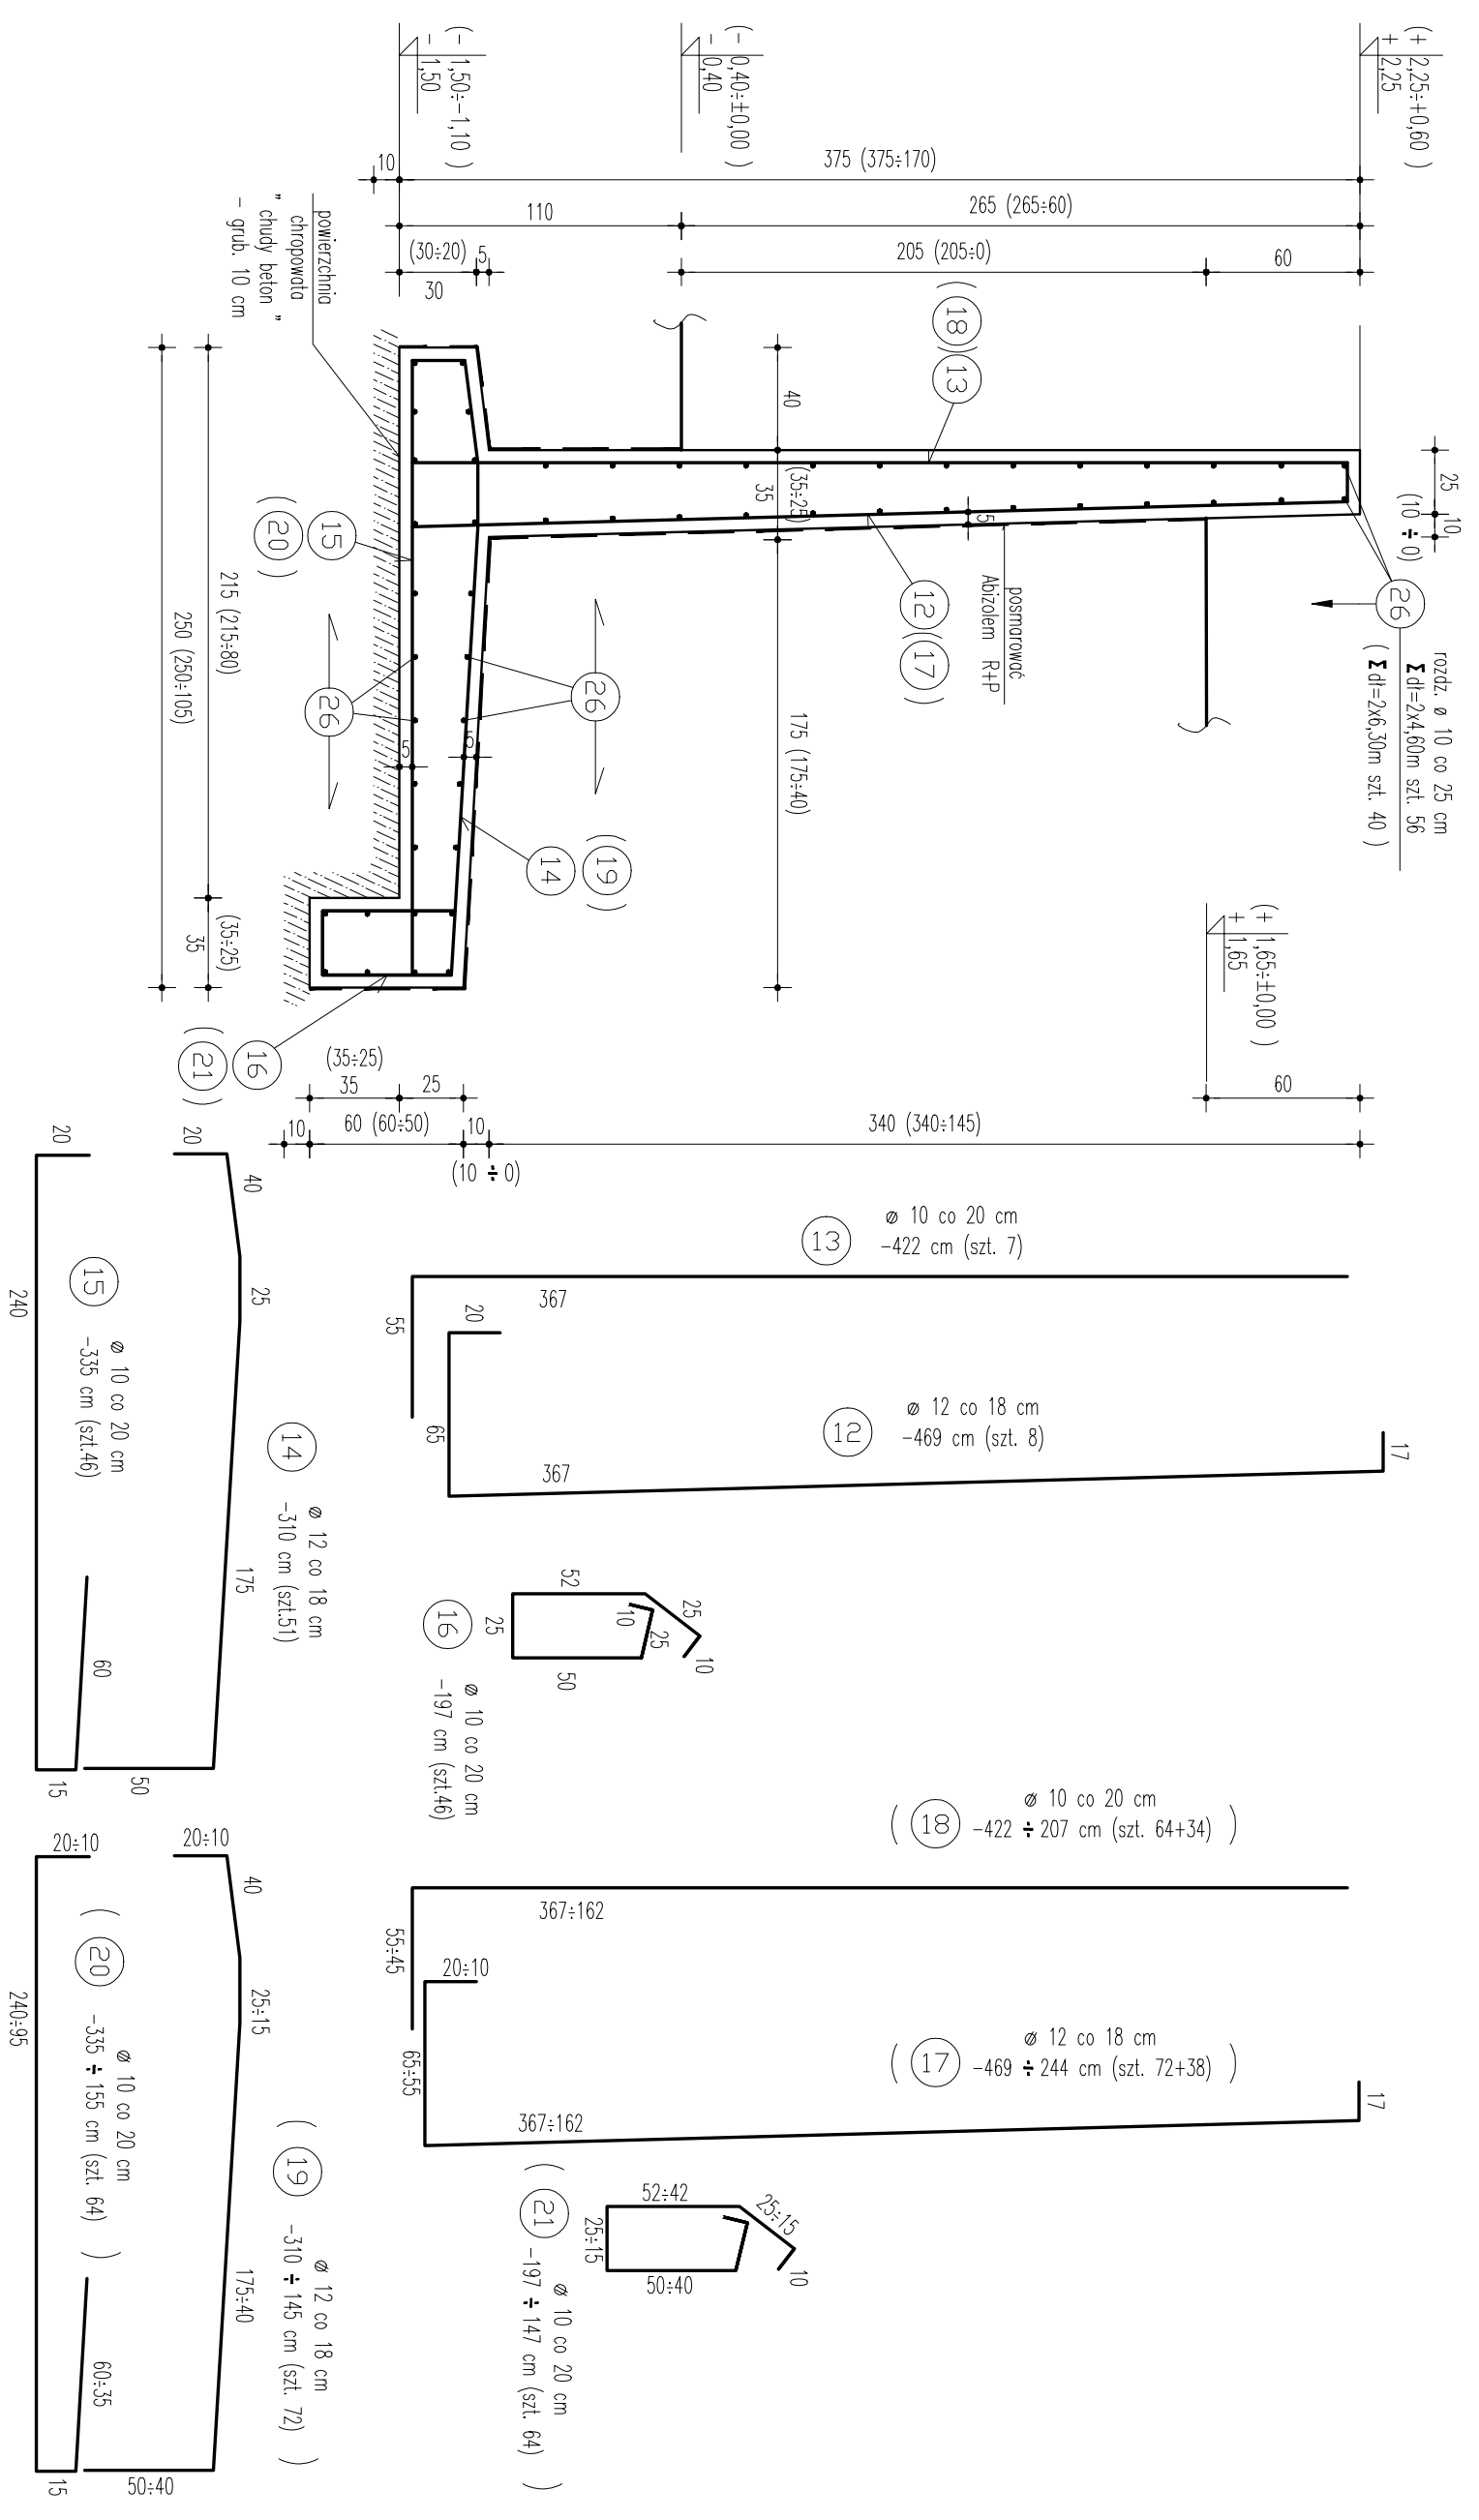 ( + 2,25÷+0,60 )
+ 2,25
( - 0,40÷±0,00 )
- 0,40
( - 1,50÷-1,10 )
- 1,50
10
375 (375÷170)
110
265 (265÷60)
(30÷20)
30
5
205 (205÷0)
60
powierzchnia
chropowata
" chudy beton "
- grub. 10 cm
(18)
13
40
(35÷25)
35
175 (175÷40)
25
10
(10 ÷ 0)
26
rozdz. ø 10 co 25 cm
Σdł=2x4,60m szt. 56
( Σdł=2x6,30m szt. 40 )
5
posmarować
Abizolem R+P
12
(17)
15
(20)
215 (215÷80)
250 (250÷105)
26
26
5
5
(19)
14
(35÷25)
35
( + 1,65÷±0,00 )
+ 1,65
16
(21)
(35÷25)
35
25
60
10
60 (60÷50)
10
(10 ÷ 0)
340 (340÷145)
13
ø 10 co 20 cm
-422 cm (szt. 7)
367
55
12
ø 12 co 18 cm
-469 cm (szt. 8)
20
65
367
17
20
40
25
175
50
14
ø 12 co 18 cm
-310 cm (szt.51)
20
240
15
60
15
ø 10 co 20 cm
-335 cm (szt.46)
52
25
50
25
10
25
10
16
ø 10 co 20 cm
-197 cm (szt.46)
( 18
ø 10 co 20 cm
-422 ÷ 207 cm (szt. 64+34) )
367÷162
55÷45
( 17
ø 12 co 18 cm
-469 ÷ 244 cm (szt. 72+38) )
20÷10
65÷55
367÷162
17
20÷10
40
25÷15
175÷40
50÷40
( 19
ø 12 co 18 cm
-310 ÷ 145 cm (szt. 72) )
20÷10
240÷95
15
60÷35
( 20
ø 10 co 20 cm
-335 ÷ 155 cm (szt. 64) )
52÷42
25÷15
50÷40
25÷15
10
( 21
ø 10 co 20 cm
-197 ÷ 147 cm (szt. 64) )